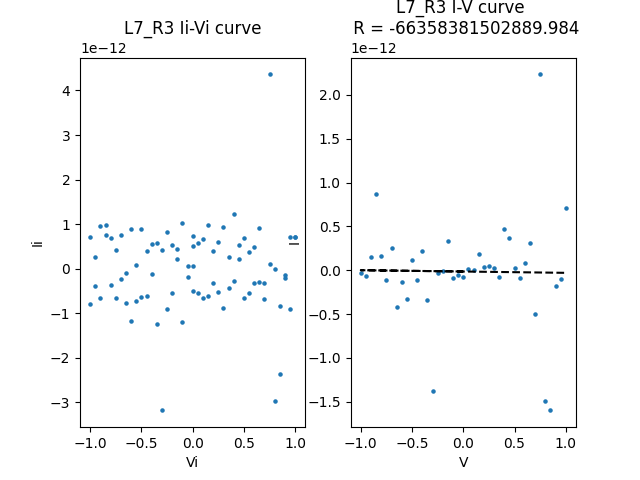 L7_R3 Ii-Vi curve
1e−12
4
3
2
1
0
−1
−2
−3
−1.0 −0.5 0.0 0.5 1.0
Vi
Ii
L7_R3 I-V curve
R = -66358381502889.984
1e−12
2.0
1.5
1.0
0.5
0.0
−0.5
−1.0
−1.5
−1.0 −0.5 0.0 0.5 1.0
V
I